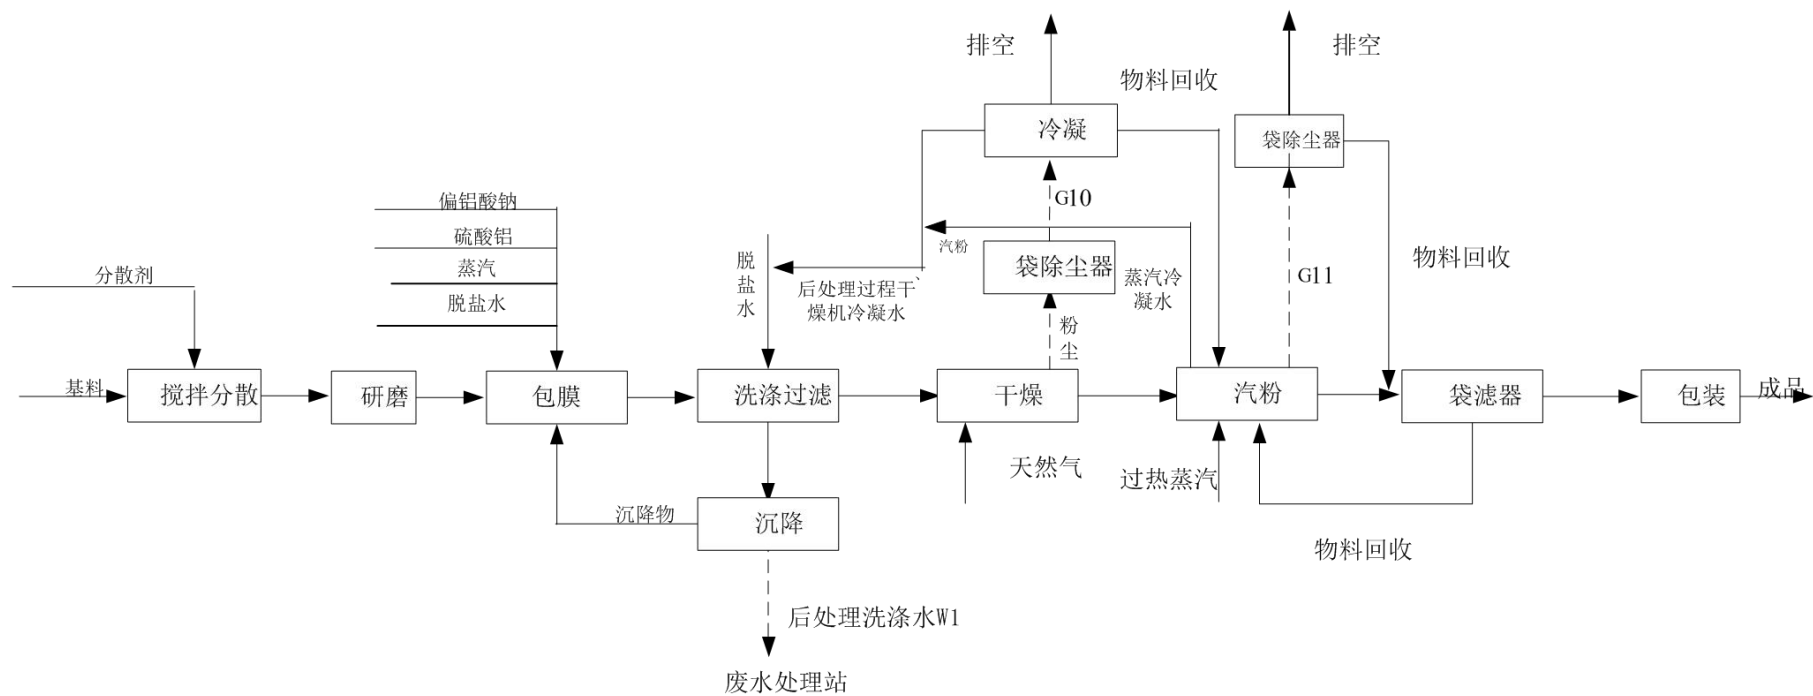 排空
排空
物料回收
冷凝
袋除尘器
偏铝酸钠
G10
硫酸铝
汽粉
物料回收
脱盐水
蒸汽
袋除尘器
蒸汽冷
凝水
G11
分散剂
后处理过程干
燥机冷凝水
脱盐水
粉尘
基料
搅拌分散
研磨
包膜
洗涤过滤
干燥
汽粉
袋滤器
包装
成品
天然气
过热蒸汽
沉降物
沉降
物料回收
后处理洗涤水W1
废水处理站